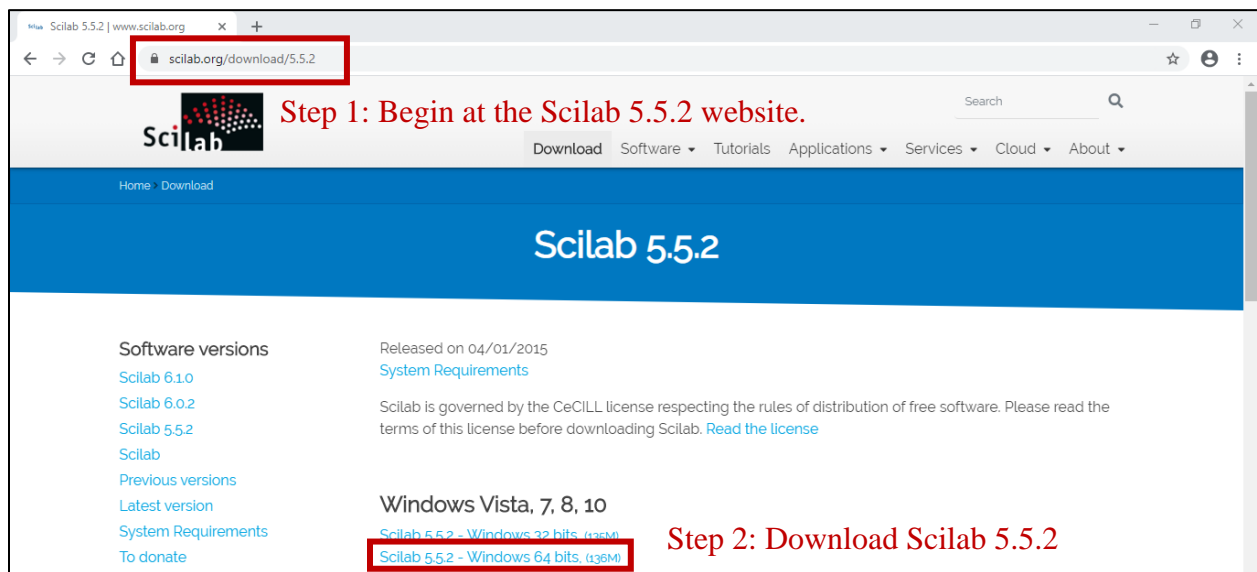 Scilab 5.5.2 | www.scilab.org
scilab.org/download/5.5.2
Scilab
Step 1: Begin at the Scilab 5.5.2 website.
Search
Download Software Tutorials Applications Services Cloud About
Home › Download
Scilab 5.5.2
Software versions
Scilab 6.1.0
Scilab 6.0.2
Scilab 5.5.2
Scilab
Previous versions
Latest version
System Requirements
To donate
Released on 04/01/2015
System Requirements
Scilab is governed by the CeCILL license respecting the rules of distribution of free software. Please read the
terms of this license before downloading Scilab. Read the license
Windows Vista, 7, 8, 10
Scilab 5.5.2 - Windows 32 bits, (135M)
Scilab 5.5.2 - Windows 64 bits, (136M)
Step 2: Download Scilab 5.5.2